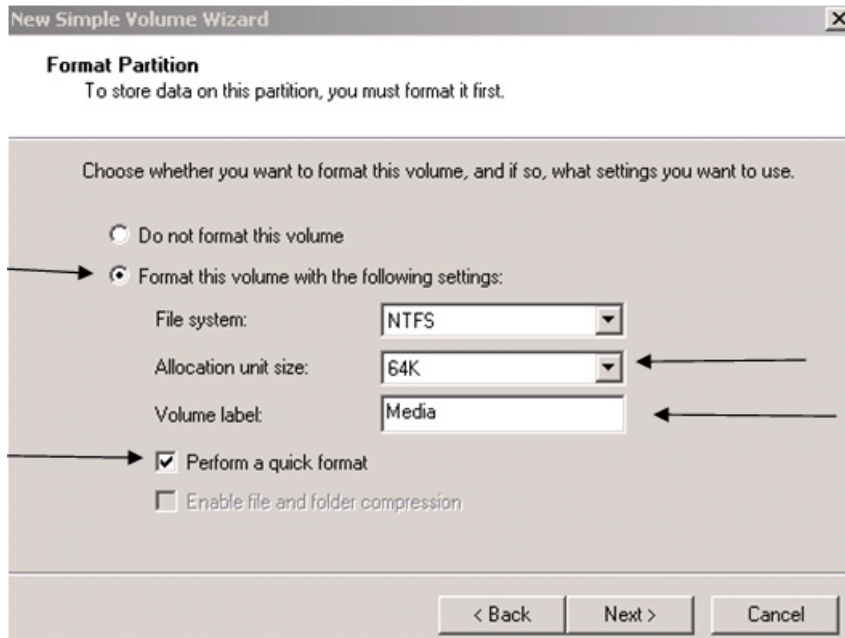 New Simple Volume Wizard
Format Partition
To store data on this partition, you must format it first.
Choose whether you want to format this volume, and if so, what settings you want to use.
Do not format this volume
Format this volume with the following settings:
File system: NTFS
Allocation unit size: 64K
Volume label: Media
Perform a quick format
Enable file and folder compression
< Back Next > Cancel